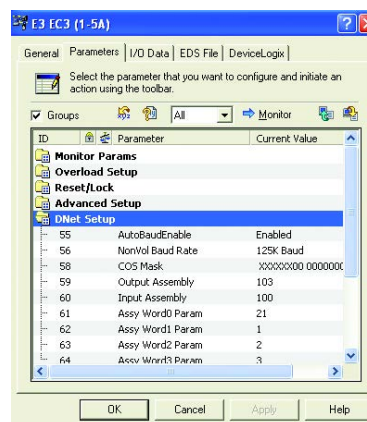 E3 EC3 (1-5A)
General Parameters I/O Data EDS File DeviceLogix
Select the parameter that you want to configure and initiate an
action using the toolbar.
Groups All Monitor
ID Parameter Current Value
Monitor Params
Overload Setup
Reset/Lock
Advanced Setup
DNet Setup
55 AutoBaudEnable Enabled
56 NonVol Baud Rate 125K Baud
58 COS Mask XXXXXX00 0000000
59 Output Assembly 103
60 Input Assembly 100
61 Assy Word0 Param 21
62 Assy Word1 Param 1
63 Assy Word2 Param 2
64 Assy Word3 Param 3
OK Cancel Apply Help